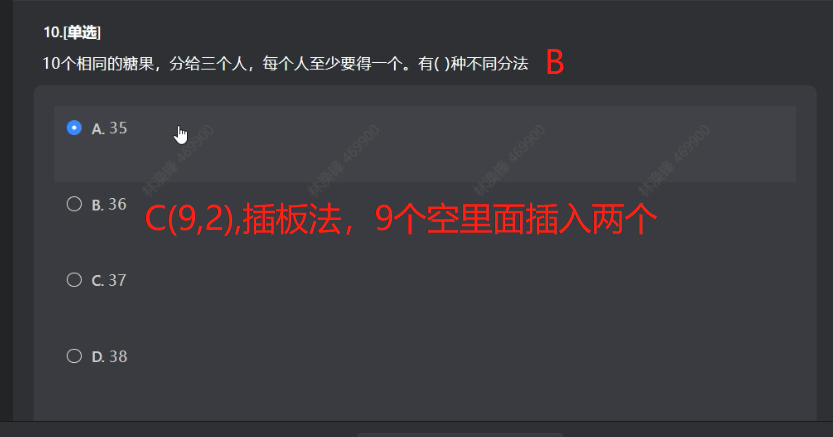 10.[单选]
10个相同的糖果，分给三个人，每个人至少要得一个。有( )种不同分法 B
A. 35
B. 36
C(9,2),插板法，9个空里面插入两个
C. 37
D. 38